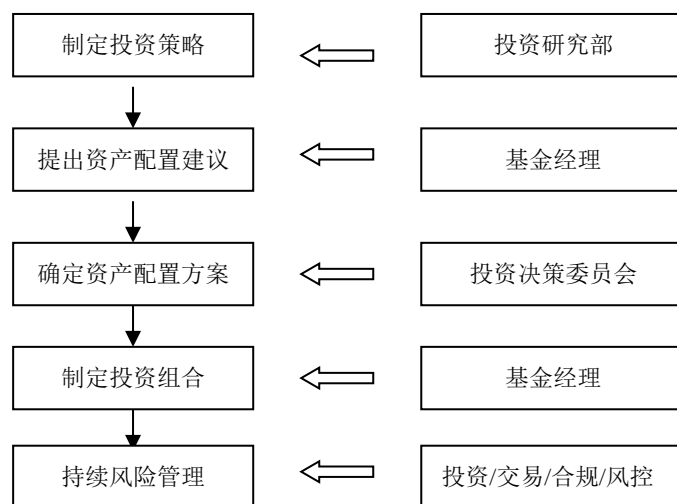 制定投资策略
投资研究部
提出资产配置建议
基金经理
确定资产配置方案
投资决策委员会
制定投资组合
基金经理
持续风险管理
投资/交易/合规/风控